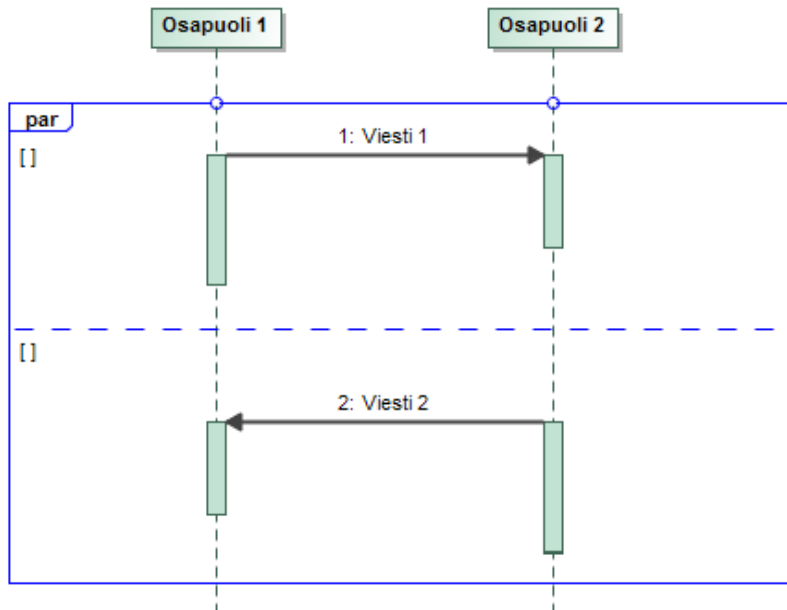 Osapuoli 1
Osapuoli 2
par
[ ]
1: Viesti 1
[ ]
2: Viesti 2